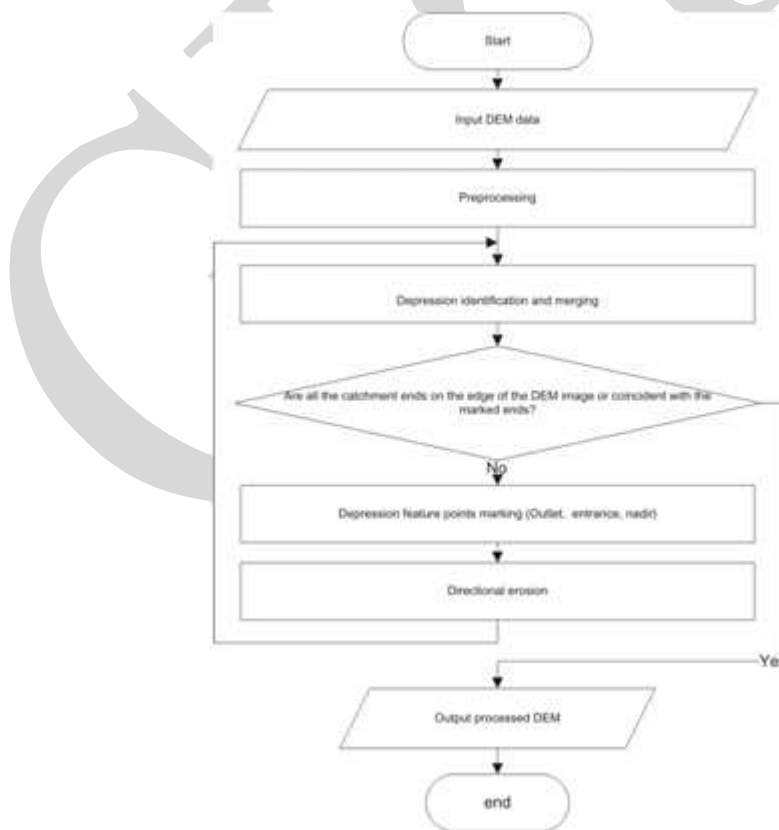 Start
Input DEM data
Preprocessing
Depression identification and merging
Are all the catchment ends on the edge of the DEM image or coincident with the
marked ends?
No
Depression feature points marking (Outlet, entrance, nadir)
Directional erosion
Ye
Output processed DEM
end